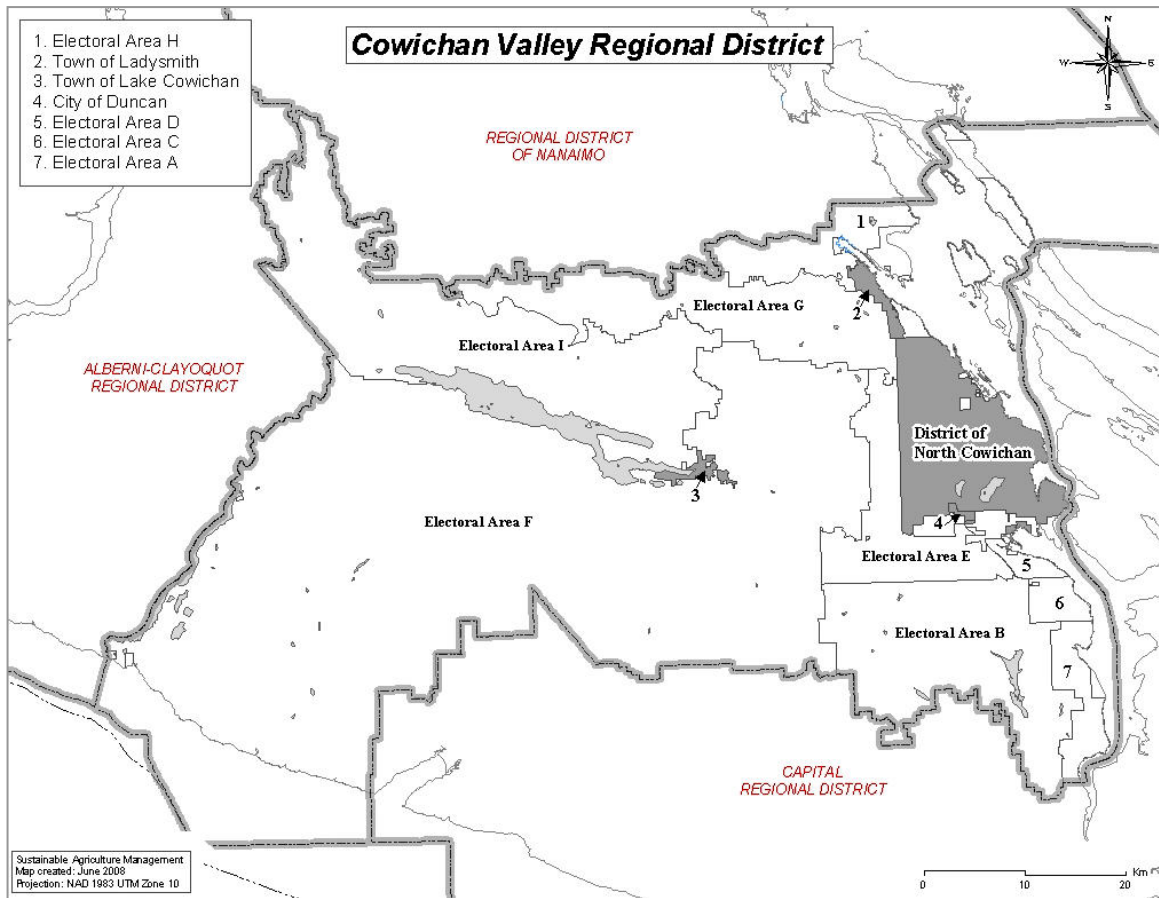 Cowichan Valley Regional District
1. Electoral Area H
2. Town of Ladysmith
3. Town of Lake Cowichan
4. City of Duncan
5. Electoral Area D
6. Electoral Area C
7. Electoral Area A
N
W
E
S
REGIONAL DISTRICT
OF NANAIMO
1
Electoral Area G
2
Electoral Area I
ALBERNI-CLAYOQUOT
REGIONAL DISTRICT
District of
North Cowichan
3
Electoral Area F
4
Electoral Area E
5
6
Electoral Area B
7
CAPITAL
REGIONAL DISTRICT
Sustainable Agriculture Management
Map created: June 2008
Projection: NAD 1983 UTM Zone 10
Km
0 10 20